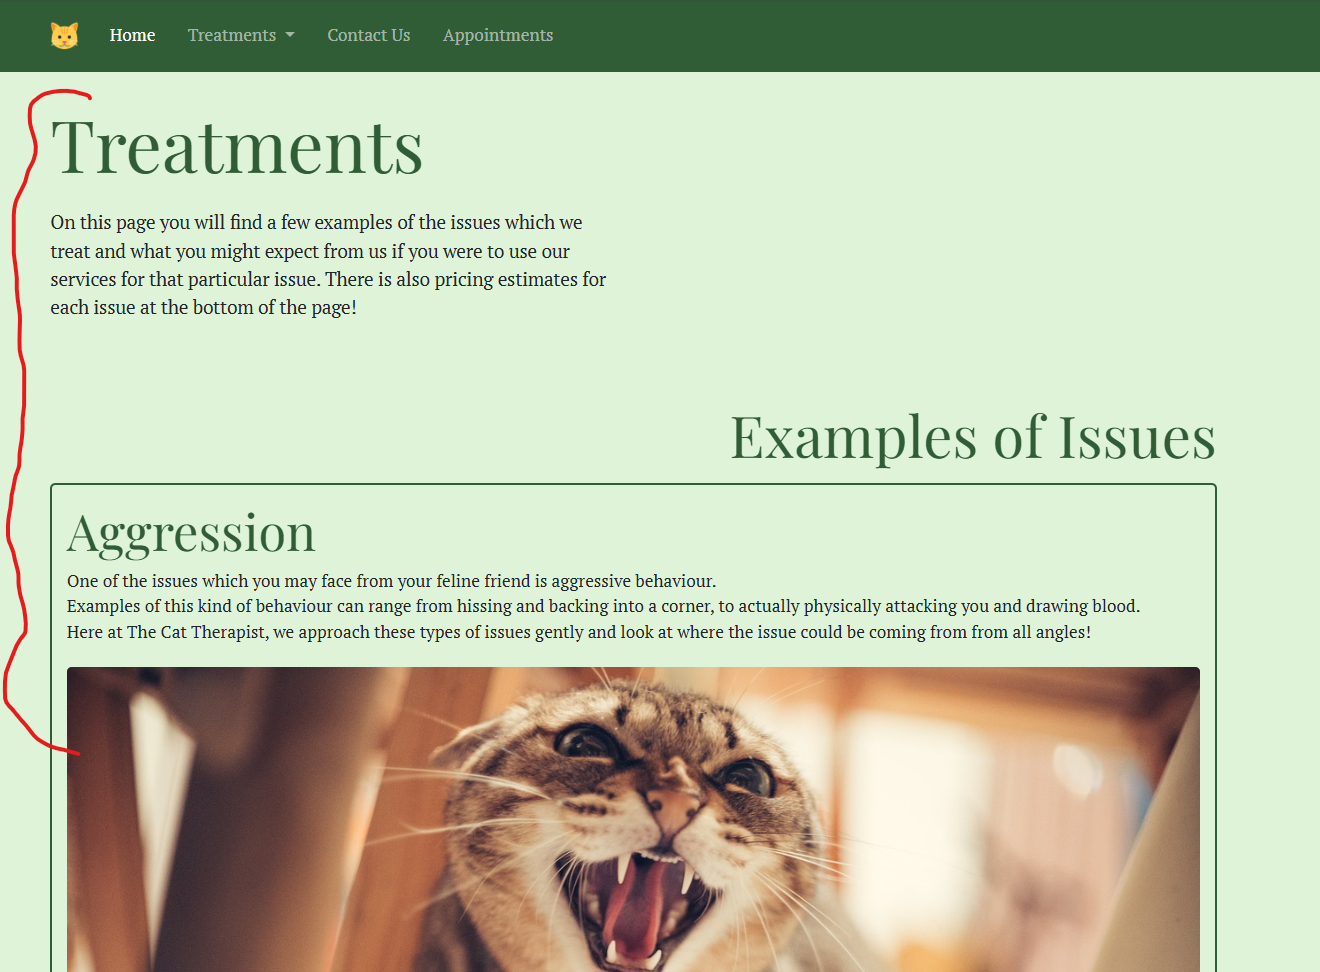 Home Treatments Contact Us Appointments
Treatments
On this page you will find a few examples of the issues which we
treat and what you might expect from us if you were to use our
services for that particular issue. There is also pricing estimates for
each issue at the bottom of the page!
Examples of Issues
Aggression
One of the issues which you may face from your feline friend is aggressive behaviour.
Examples of this kind of behaviour can range from hissing and backing into a corner, to actually physically attacking you and drawing blood.
Here at The Cat Therapist, we approach these types of issues gently and look at where the issue could be coming from from all angles!